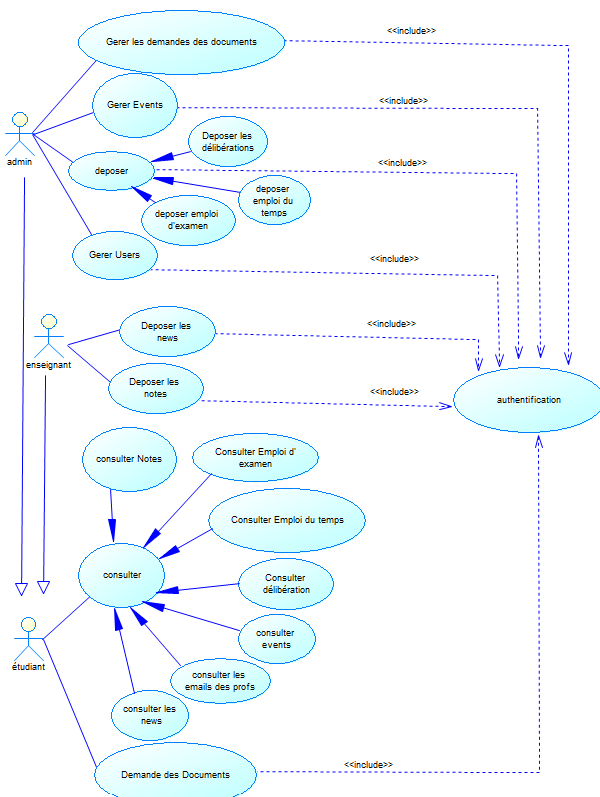 Gerer les demandes des documents
<<include>>
Gerer Events
<<include>>
admin
Deposer les
délibérations
deposer
<<include>>
deposer
emploi du
temps
deposer emploi
d'examen
Gerer Users
<<include>>
enseignant
Deposer les
news
<<include>>
Deposer les
notes
<<include>>
authentification
consulter Notes
Consulter Emploi d'
examen
Consulter Emploi du temps
consulter
Consulter
délibération
consulter
events
étudiant
consulter les
emails des profs
consulter les
news
Demande des Documents
<<include>>